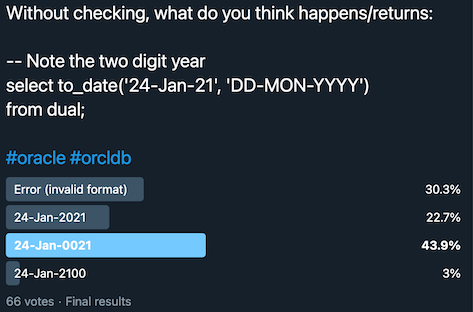 Without checking, what do you think happens/returns:
-- Note the two digit year
select to_date('24-Jan-21', 'DD-MON-YYYY')
from dual;
#oracle #orcldb
Error (invalid format) 30.3%
24-Jan-2021 22.7%
24-Jan-0021 43.9%
24-Jan-2100 3%
66 votes · Final results